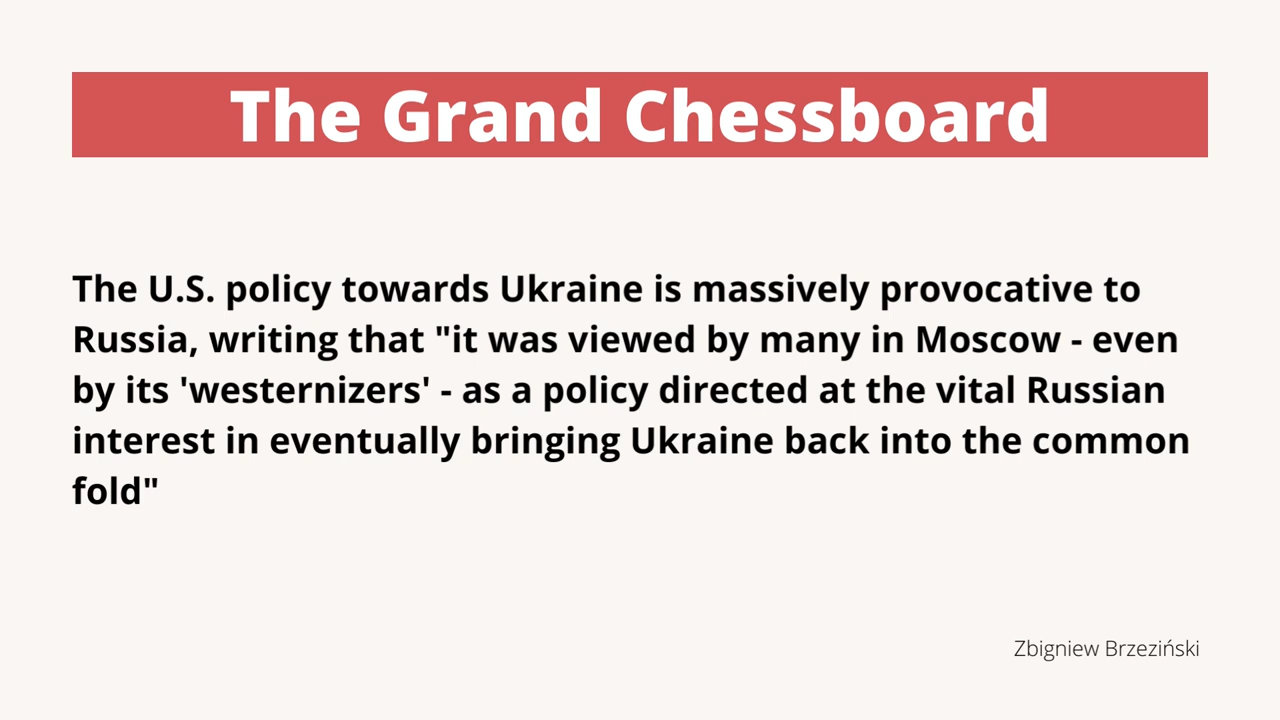 The Grand Chessboard
The U.S. policy towards Ukraine is massively provocative to
Russia, writing that "it was viewed by many in Moscow - even
by its 'westernizers' - as a policy directed at the vital Russian
interest in eventually bringing Ukraine back into the common
fold"
Zbigniew Brzeziński